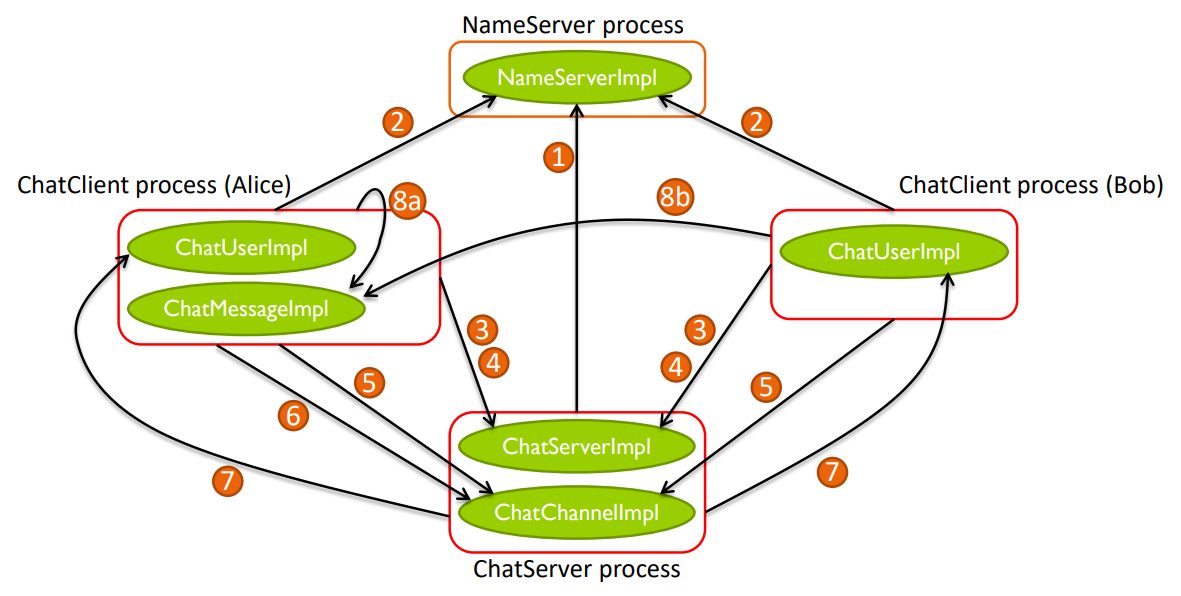 NameServer process
NameServerImpl
2
2
1
ChatClient process (Alice)
ChatClient process (Bob)
8a
8b
ChatUserImpl
ChatUserImpl
ChatMessageImpl
3
3
4
4
5
5
6
ChatServerImpl
7
7
ChatChannelImpl
ChatServer process